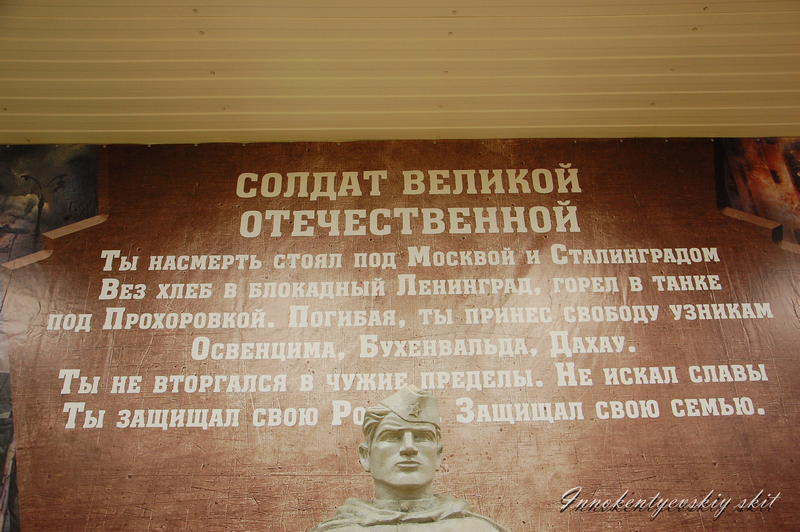 СОЛДАТ ВЕЛИКОЙ
ОТЕЧЕСТВЕННОЙ
Ты насмерть стоял под Москвой и Сталинградом
Вез хлеб в блокадный Ленинград, горел в танке
под Прохоровкой. Погибая, ты принес свободу узникам
Освенцима, Бухенвальда, Дахау.
Ты не вторгался в чужие пределы. Не искал славы
Ты защищал свою Защищал свою семью.
Innokentyevskiy skit